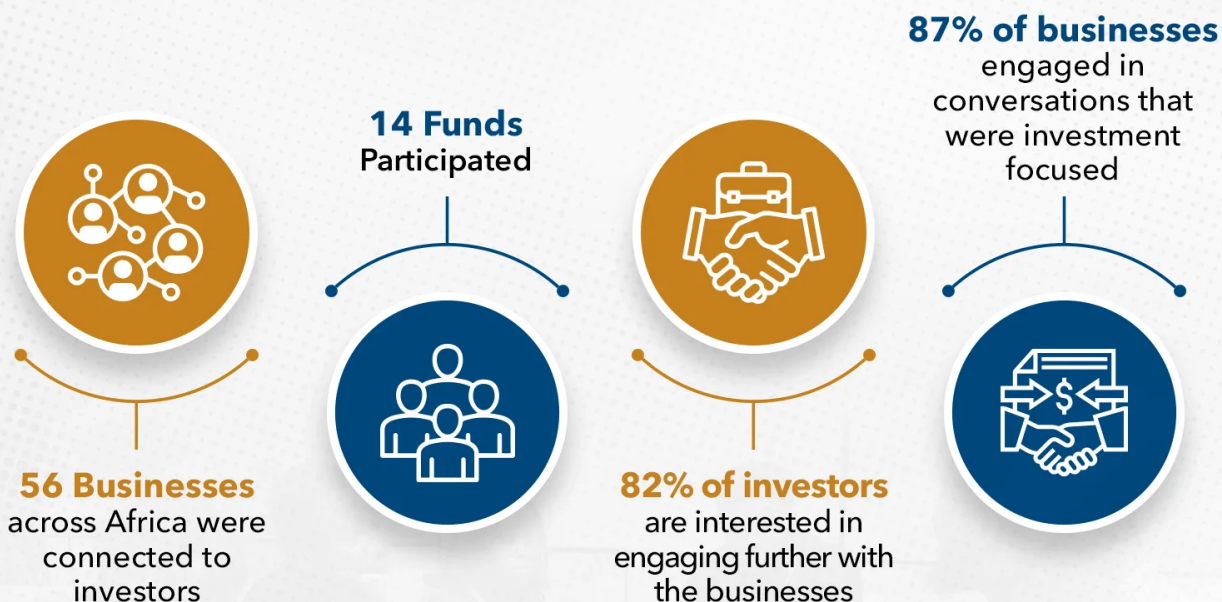 56 Businesses
across Africa were
connected to
investors
14 Funds
Participated
82% of investors
are interested in
engaging further with
the businesses
87% of businesses
engaged in
conversations that
were investment
focused
$